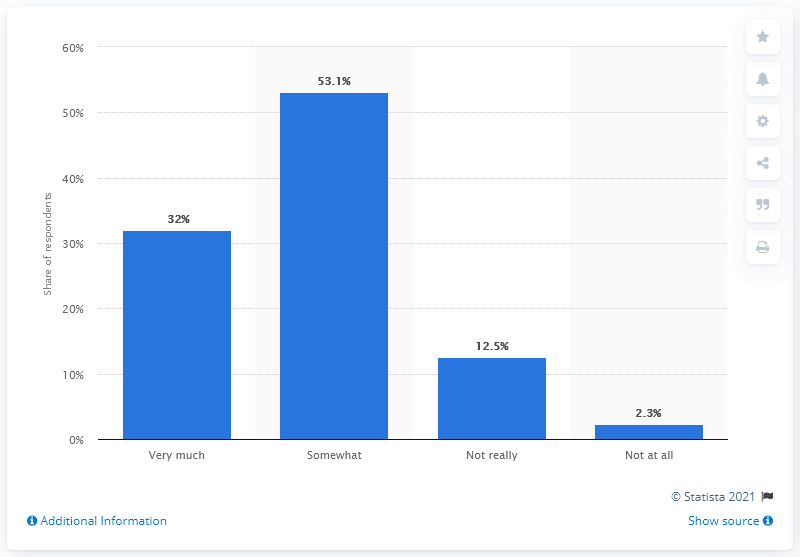 60%
50%
40%
30%
20%
10%
0%
Share of respondents
32%
53.1%
12.5%
2.3%
Very much
Somewhat
Not really
Not at all
© Statista 2021
Additional Information
Show source